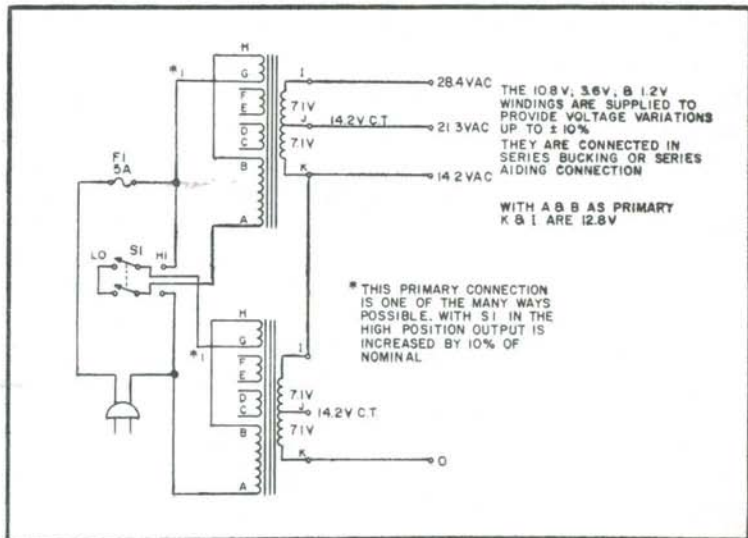 H
* 1
G
F
E
D
C
B
A
I
7.1V
J
14.2V C.T.
7.1V
K
28.4VAC
21.3VAC
14.2VAC
THE 10.8V, 3.6V, & 1.2V
WINDINGS ARE SUPPLIED TO
PROVIDE VOLTAGE VARIATIONS
UP TO ± 10%
THEY ARE CONNECTED IN
SERIES BUCKING OR SERIES
AIDING CONNECTION
WITH A & B AS PRIMARY
K & I ARE 12.8V
F1
5A
LO
S1
HI
* THIS PRIMARY CONNECTION
IS ONE OF THE MANY WAYS
POSSIBLE. WITH S1 IN THE
HIGH POSITION OUTPUT IS
INCREASED BY 10% OF
NOMINAL
H
* 1
G
F
E
D
C
B
A
I
7.1V
J
14.2V C.T.
7.1V
K
0